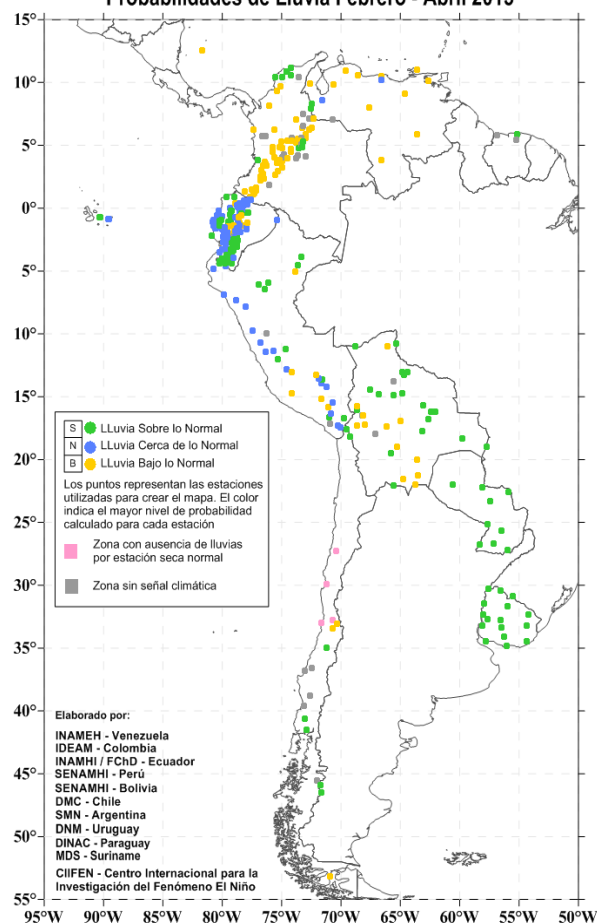 Probabilidades de Lluvia Febrero - Abril 2015
15°
10°
5°
0°
5°
10°
15°
20°
25°
30°
35°
40°
45°
50°
55°
S LLuvia Sobre lo Normal
N LLuvia Cerca de lo Normal
B LLuvia Bajo lo Normal
Los puntos representan las estaciones
utilizadas para crear el mapa. El color
indica el mayor nivel de probabilidad
calculado para cada estación
Zona con ausencia de lluvias
por estación seca normal
Zona sin señal climática
Elaborado por:
INAMEH - Venezuela
IDEAM - Colombia
INAMHI / FChD - Ecuador
SENAMHI - Perú
SENAMHI - Bolivia
DMC - Chile
SMN - Argentina
DNM - Uruguay
DINAC - Paraguay
MDS - Suriname
CIIFEN - Centro Internacional para la
Investigación del Fenómeno El Niño
95°W 90°W 85°W 80°W 75°W 70°W 65°W 60°W 55°W 50°W